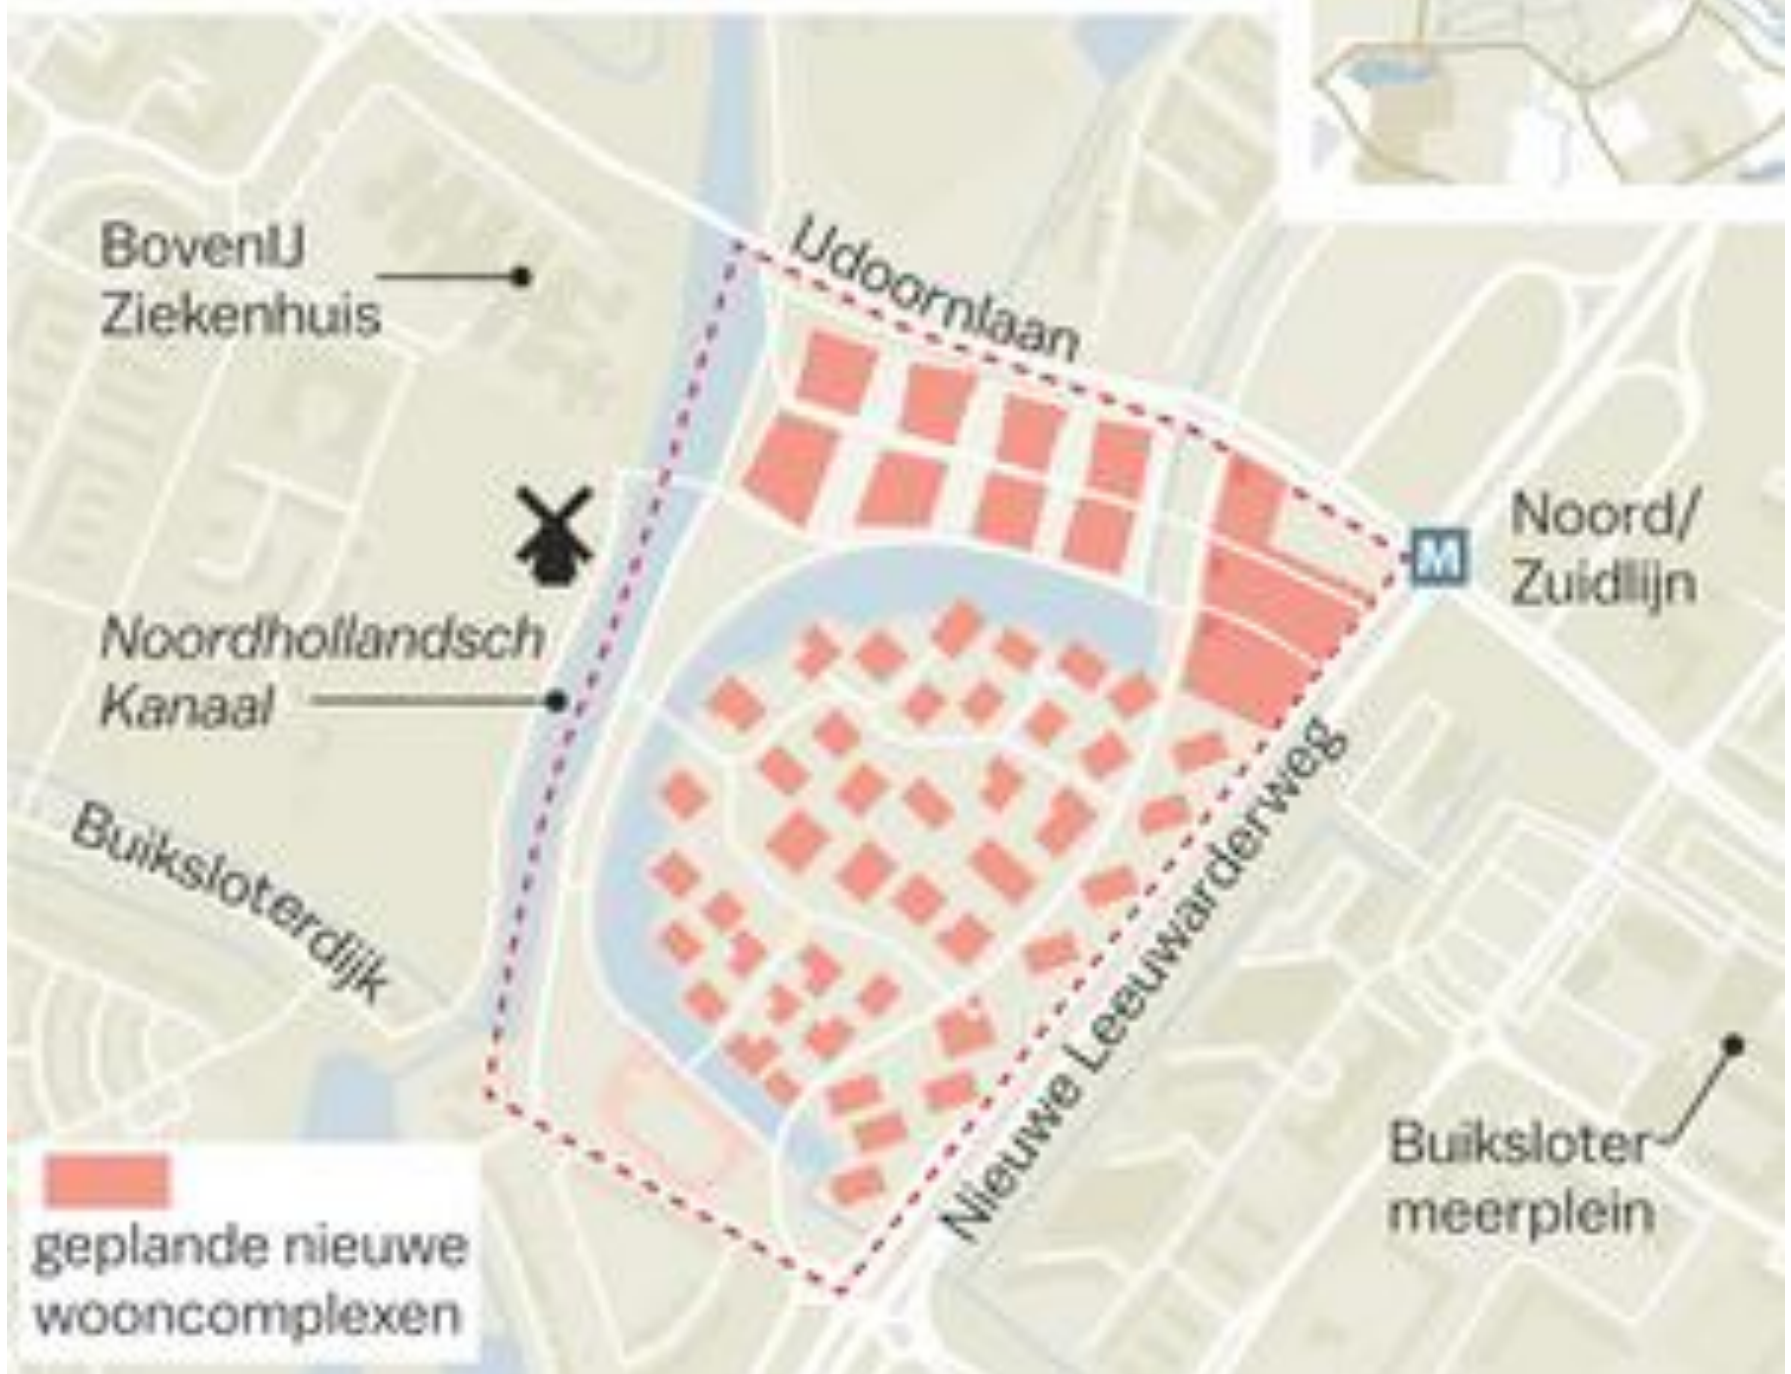 BovenIJ
Ziekenhuis
IJdoornlaan
M
Noord/
Zuidlijn
Noordhollandsch
Kanaal
Buiksloterdijk
Nieuwe Leeuwarderweg
Buiksloter-
meerplein
geplande nieuwe
wooncomplexen